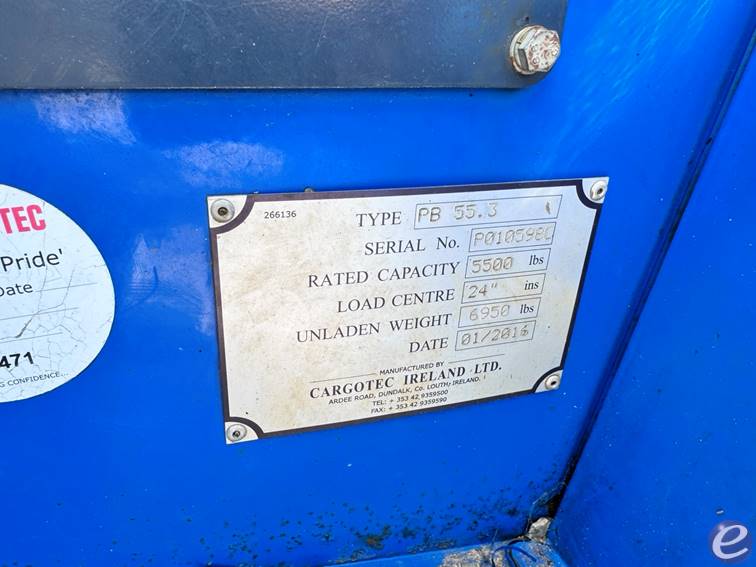 TEC
Pride'
Date
471
G CONFIDENCE...
266136
TYPE PB 55.3
SERIAL No. P010598
RATED CAPACITY 5500 lbs
LOAD CENTRE 24" ins
UNLADEN WEIGHT 6950 lbs
DATE 01/2016
MANUFACTURED BY
CARGOTEC IRELAND LTD.
ARDEE ROAD, DUNDALK, Co. LOUTH, IRELAND.
TEL: + 353 42 9359500
FAX: + 353 42 9359590
e